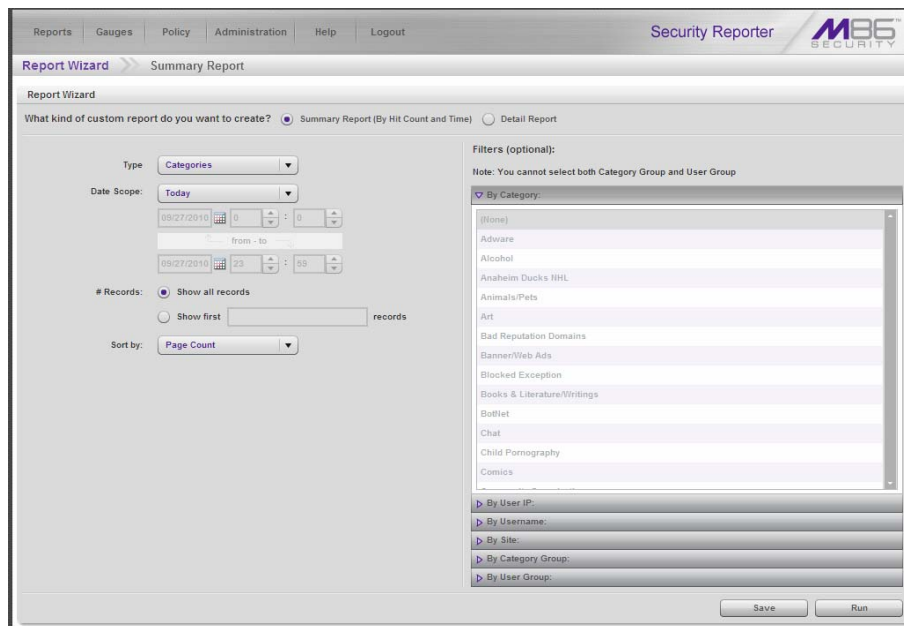 Reports Gauges Policy Administration Help Logout
Security Reporter
M86™
SECURITY
Report Wizard Summary Report
Report Wizard
What kind of custom report do you want to create? Summary Report (By Hit Count and Time) Detail Report
Type Categories
Date Scope: Today
09/27/2010 0 : 0
from - to
09/27/2010 23 : 59
# Records: Show all records
Show first records
Sort by: Page Count
Filters (optional):
Note: You cannot select both Category Group and User Group
By Category:
(None)
Adware
Alcohol
Anaheim Ducks NHL
Animals/Pets
Art
Bad Reputation Domains
Banner/Web Ads
Blocked Exception
Books & Literature/Writings
BotNet
Chat
Child Pornography
Comics
By User IP:
By Username:
By Site:
By Category Group:
By User Group:
Save Run